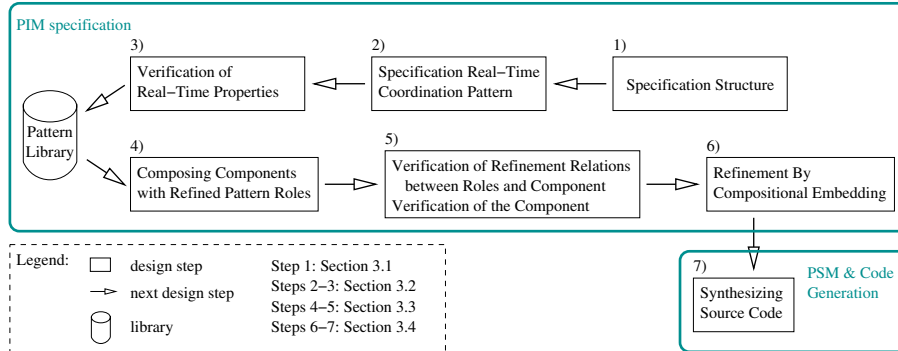 PIM specification
3)
2)
1)
Verification of
Real-Time Properties
Specification Real-Time
Coordination Pattern
Specification Structure
Pattern
Library
4)
5)
6)
Composing Components
with Refined Pattern Roles
Verification of Refinement Relations
between Roles and Component
Verification of the Component
Refinement By
Compositional Embedding
Legend:
design step
next design step
library
Step 1: Section 3.1
Steps 2-3: Section 3.2
Steps 4-5: Section 3.3
Steps 6-7: Section 3.4
7)
Synthesizing
Source Code
PSM & Code
Generation